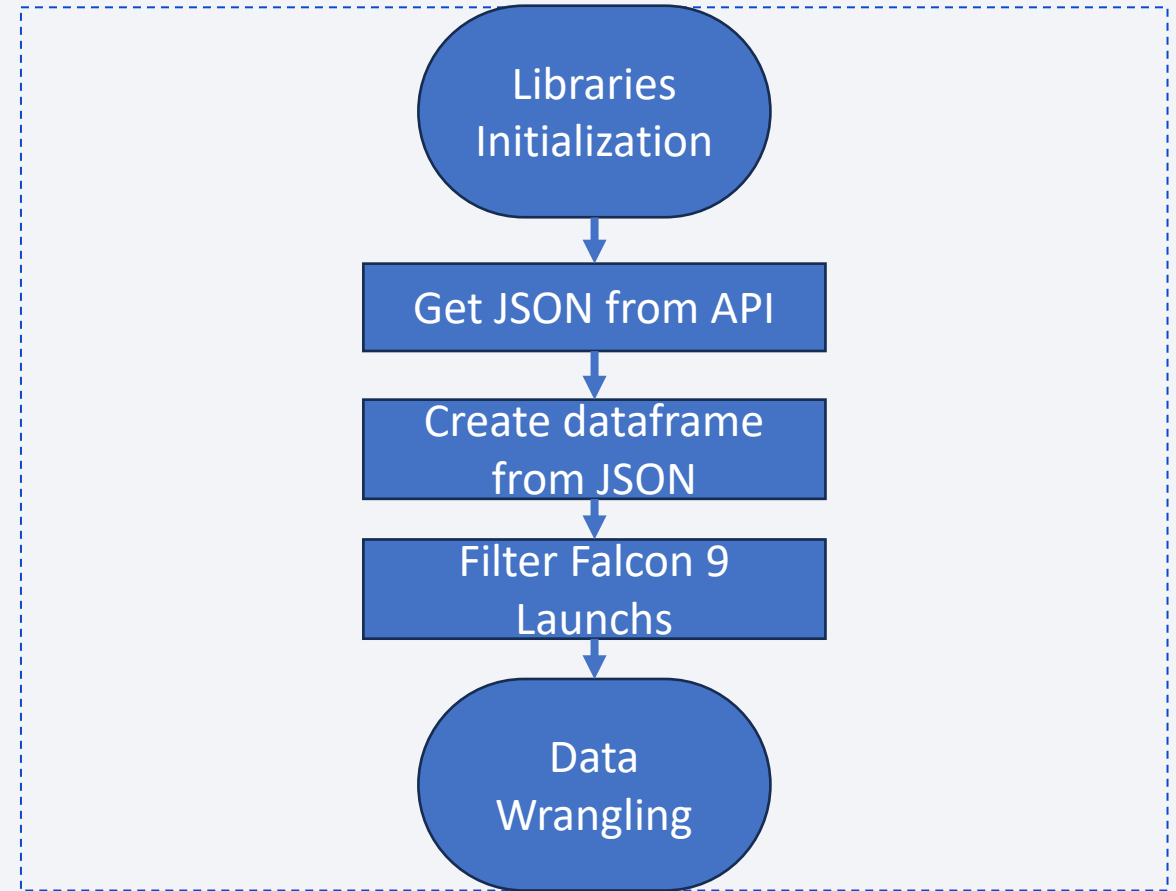 Libraries
Initialization
Get JSON from API
Create dataframe
from JSON
Filter Falcon 9
Launchs
Data
Wrangling